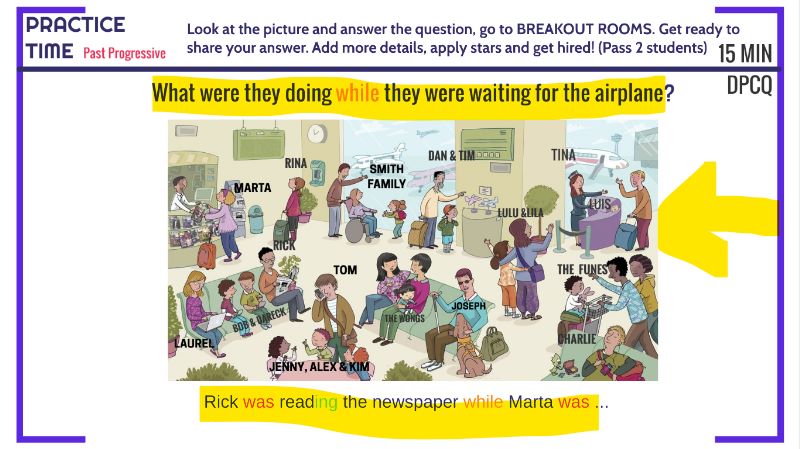 PRACTICE
TIME Past Progressive
Look at the picture and answer the question, go to BREAKOUT ROOMS. Get ready to
share your answer. Add more details, apply stars and get hired! (Pass 2 students)
15 MIN
DPCQ
What were they doing while they were waiting for the airplane?
RINA
MARTA
SMITH
FAMILY
DAN & TIM
TINA
LUIS
LULU & LILA
RICK
TOM
THE FUNES
JOSEPH
THE WONGS
BOB & DARECK
LAUREL
CHARLIE
JENNY, ALEX & KIM
Rick was reading the newspaper while Marta was ...